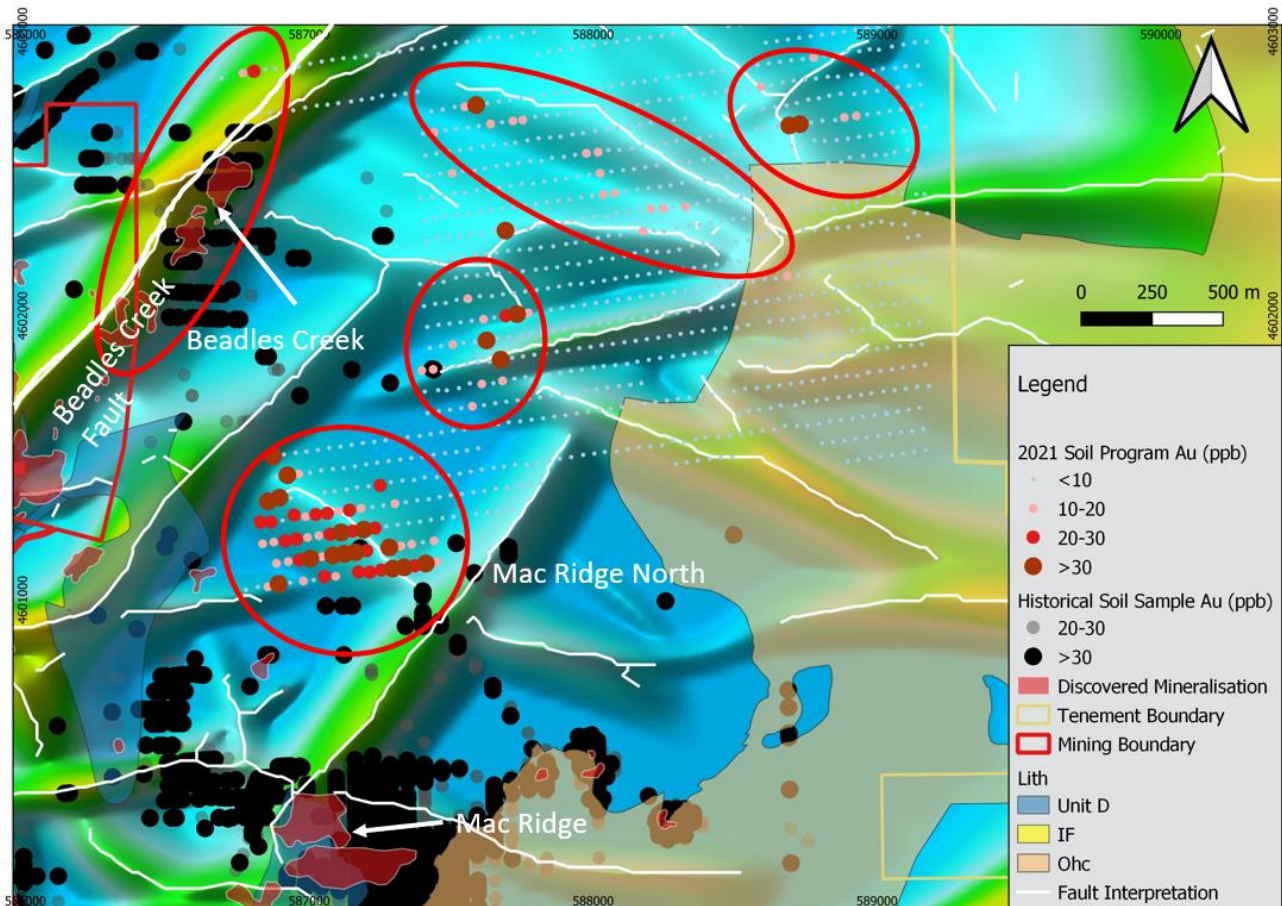 587000
588000
589000
590000
4603000
4602000
4602000
4601000
4601000
Beadles Creek
Beadles Creek
Fault
Mac Ridge North
Mac Ridge
0 250 500 m
Legend
2021 Soil Program Au (ppb)
<10
10-20
20-30
>30
Historical Soil Sample Au (ppb)
20-30
>30
Discovered Mineralisation
Tenement Boundary
Mining Boundary
Lith
Unit D
IF
Ohc
Fault Interpretation
587000
588000
589000